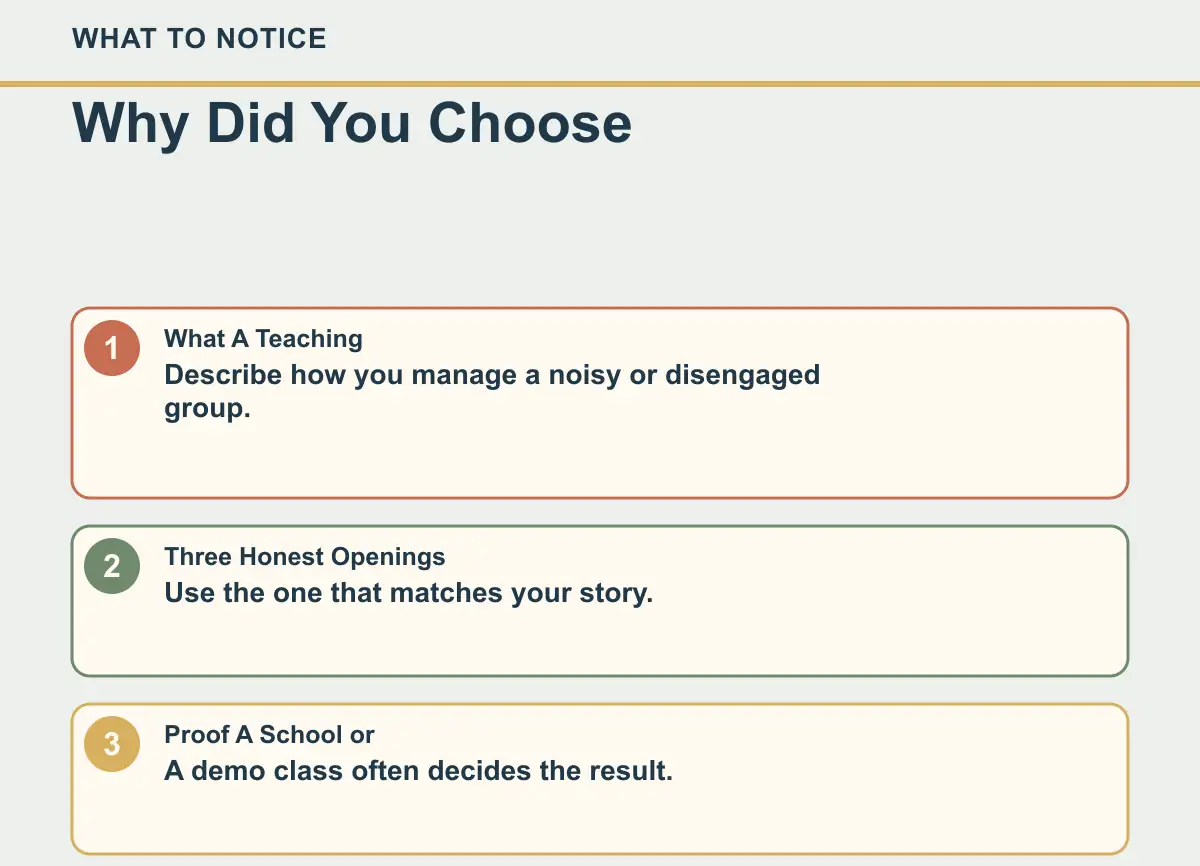 WHAT TO NOTICE
Why Did You Choose
1
What A Teaching
Describe how you manage a noisy or disengaged
group.
2
Three Honest Openings
Use the one that matches your story.
3
Proof A School or
A demo class often decides the result.